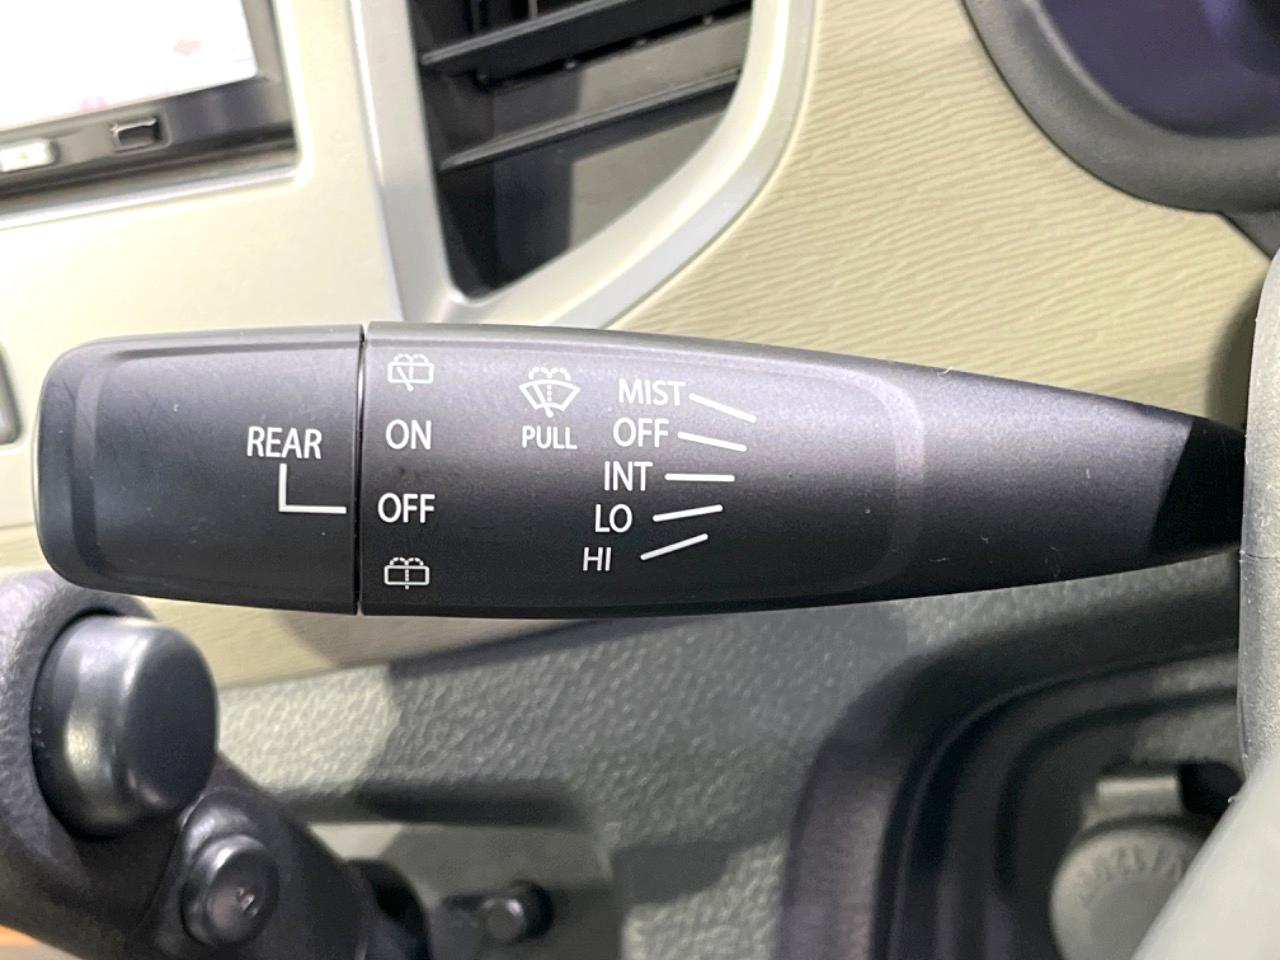 REAR
ON
OFF
PULL
MIST
OFF
INT
LO
HI